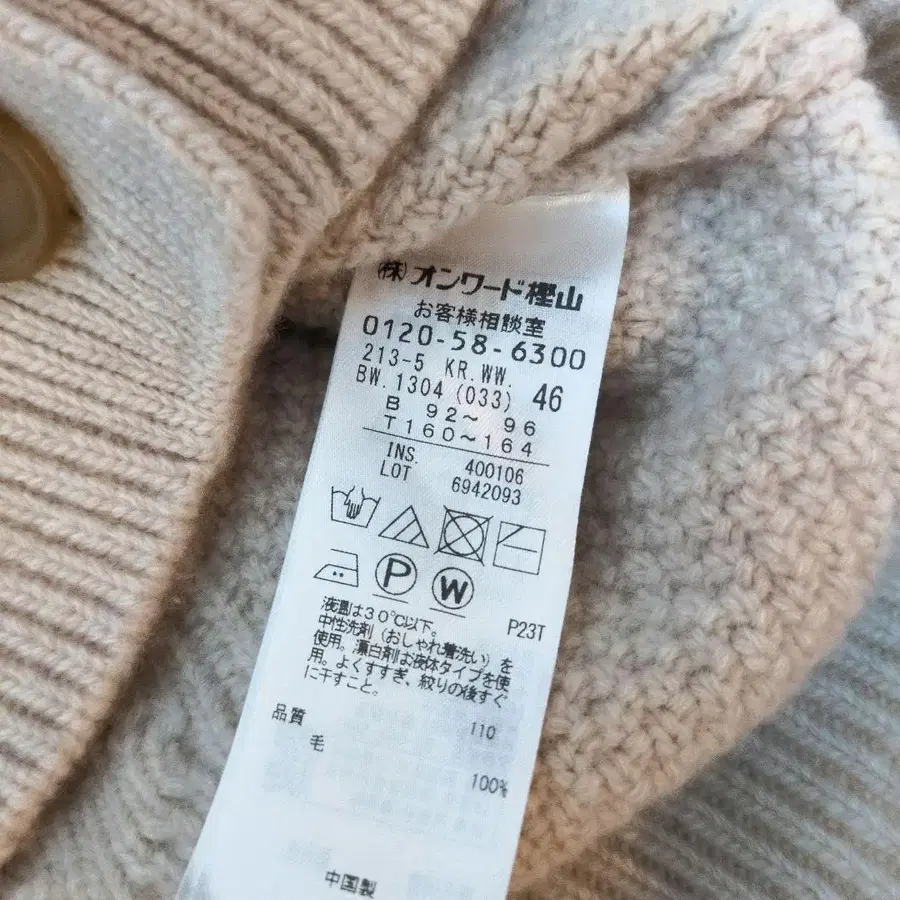 ㈱オンワード樫山
お客様相談室
0120-58-6300
213-5 KR.WW.
BW.1304 (033) 46
B 92～ 96
T160～164
INS. 400106
LOT 6942093
P
W
P23T
液温は30℃以下。
中性洗剤（おしゃれ着洗い）を
使用。漂白剤は液体タイプを使
用。よくすすぎ、絞りの後すぐ
に干すこと。
品質 110
毛
100%
中国製